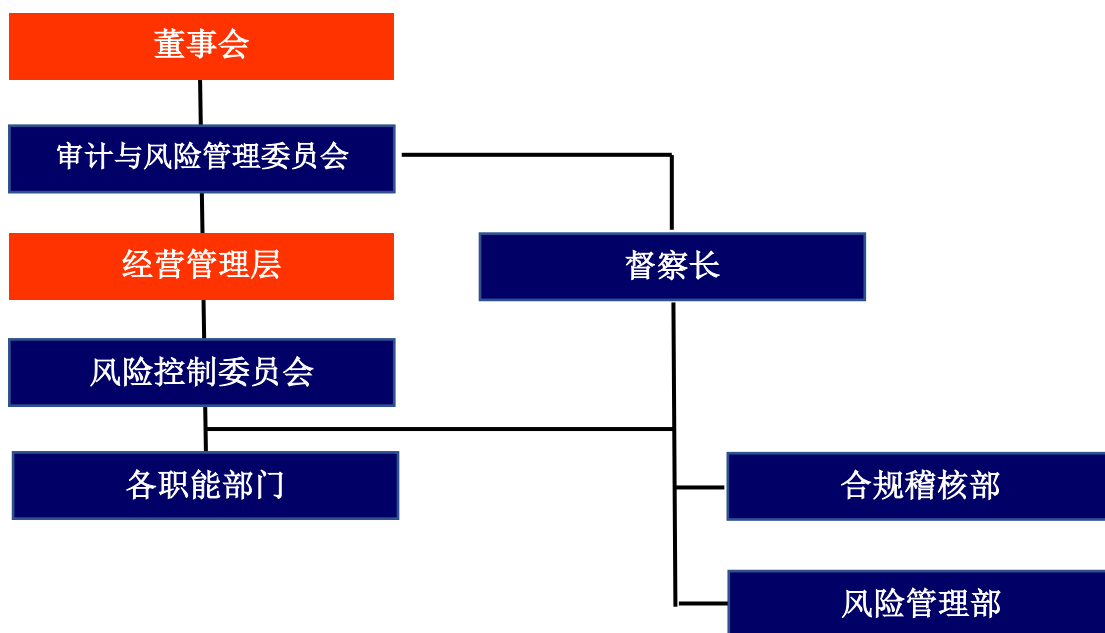 董事会
审计与风险管理委员会
经营管理层
督察长
风险控制委员会
各职能部门
合规稽核部
风险管理部